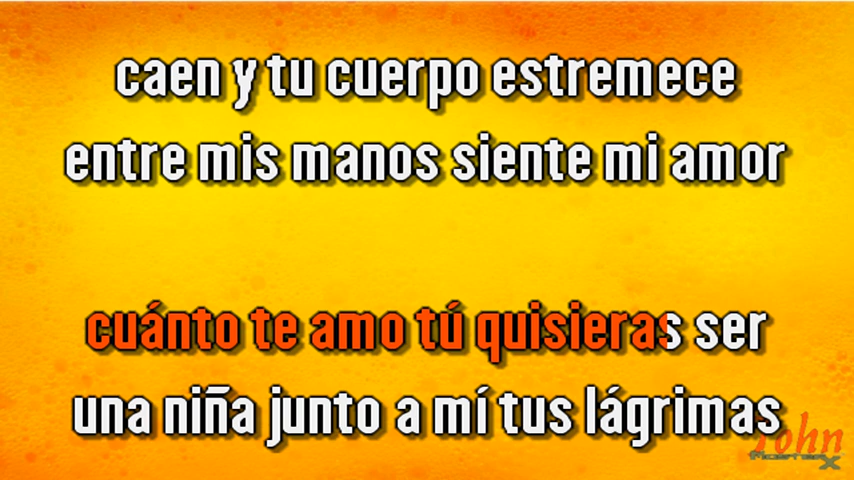 caen y tu cuerpo estremece
entre mis manos siente mi amor
cuánto te amo tú quisieras ser
una niña junto a mí tus lágrimas
John